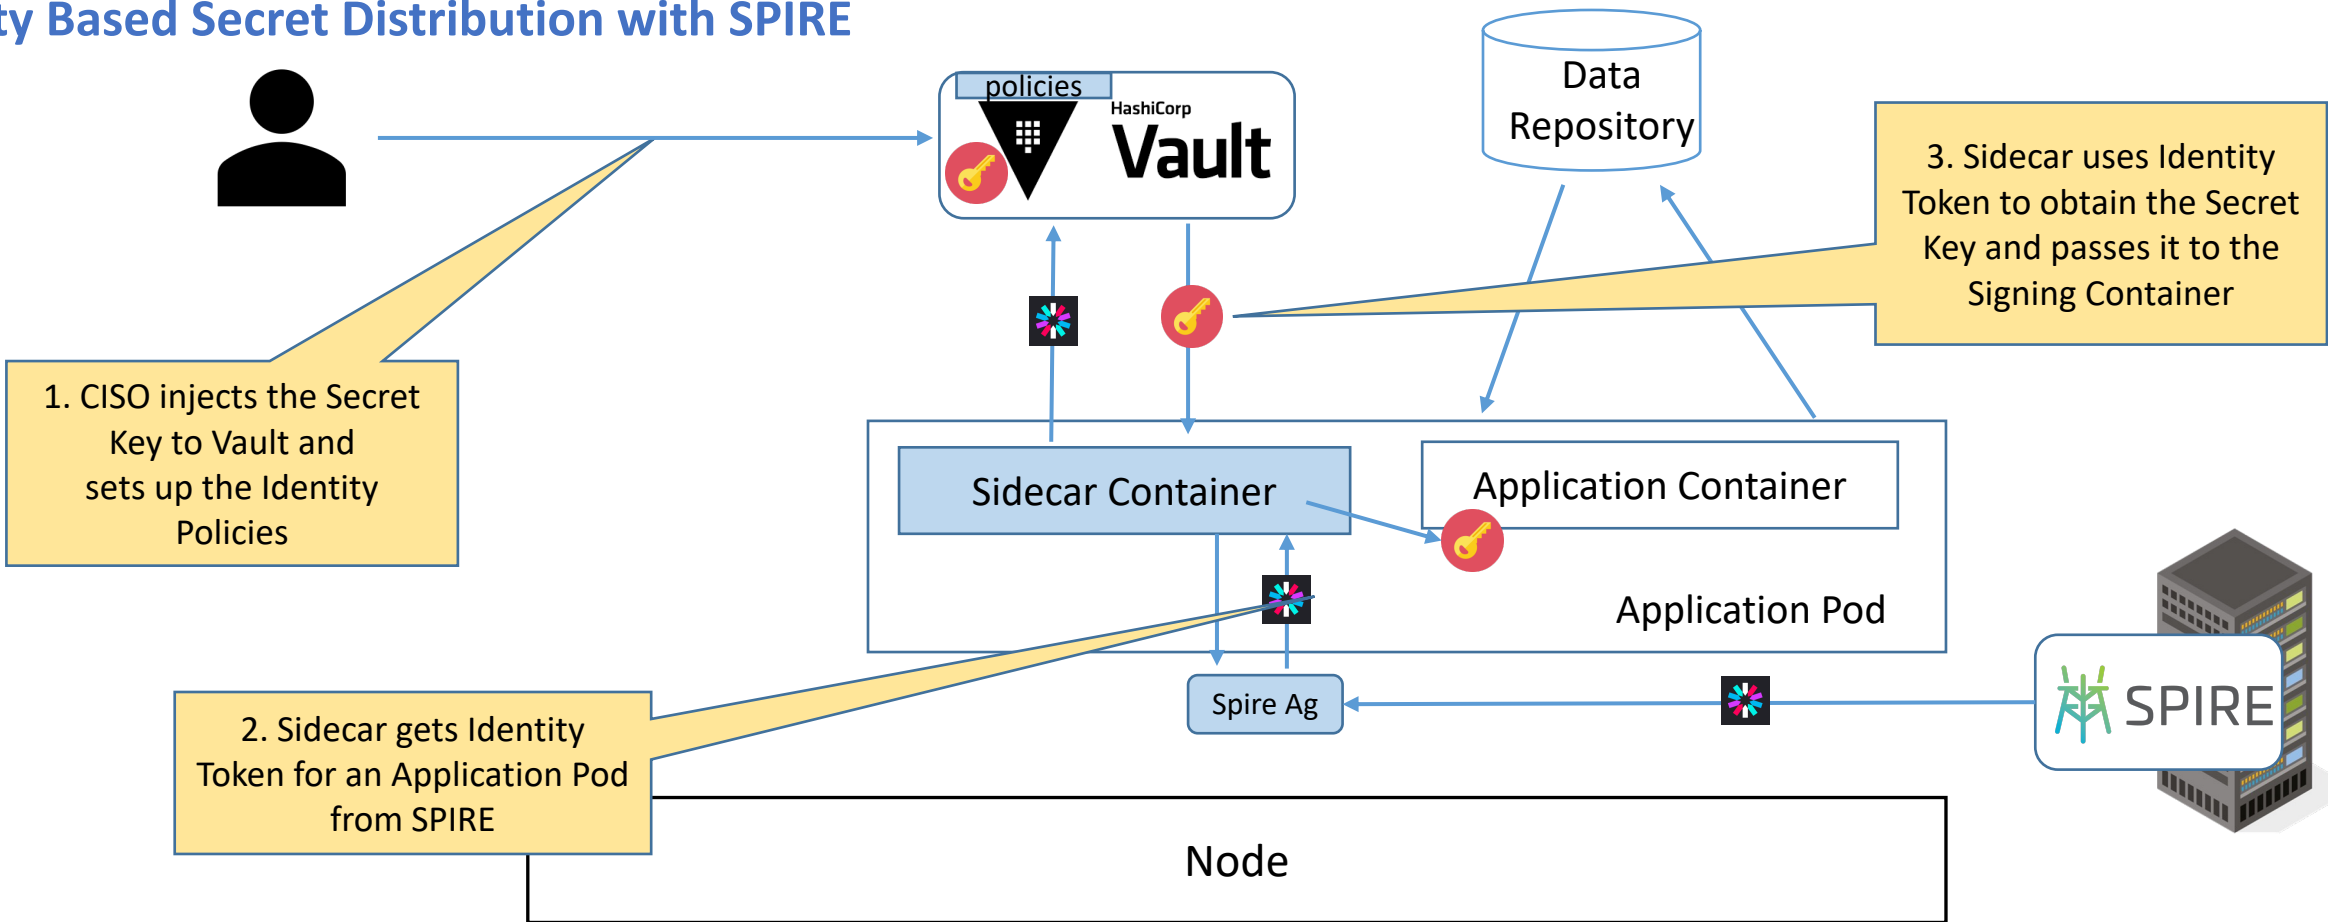 ty Based Secret Distribution with SPIRE
policies
HashiCorp
Vault
Data
Repository
3. Sidecar uses Identity
Token to obtain the Secret
Key and passes it to the
Signing Container
1. CISO injects the Secret
Key to Vault and
sets up the Identity
Policies
Sidecar Container
Application Container
Application Pod
Spire Ag
SPIRE
2. Sidecar gets Identity
Token for an Application Pod
from SPIRE
Node